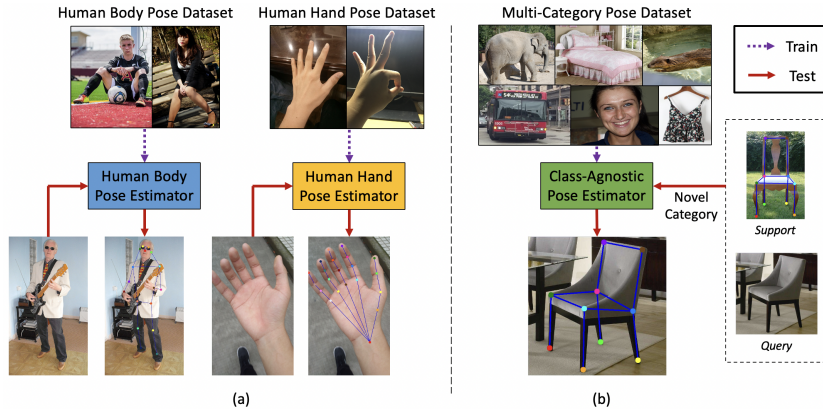 Human Body Pose Dataset
Human Hand Pose Dataset
Multi-Category Pose Dataset
Train
Test
Human Body
Pose Estimator
Human Hand
Pose Estimator
Class-Agnostic
Pose Estimator
Novel
Category
Support
Query
(a)
(b)